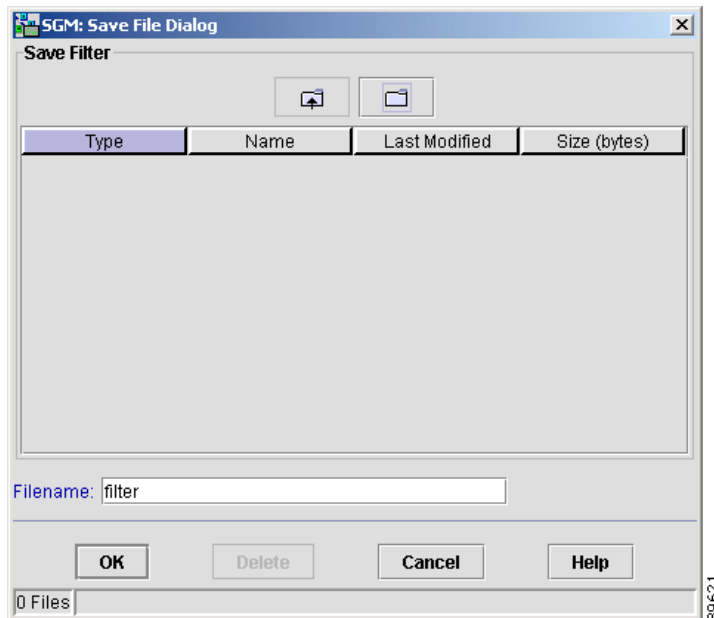 SGM: Save File Dialog
Save Filter
Type Name Last Modified Size (bytes)
Filename: filter
OK Delete Cancel Help
0 Files
89621